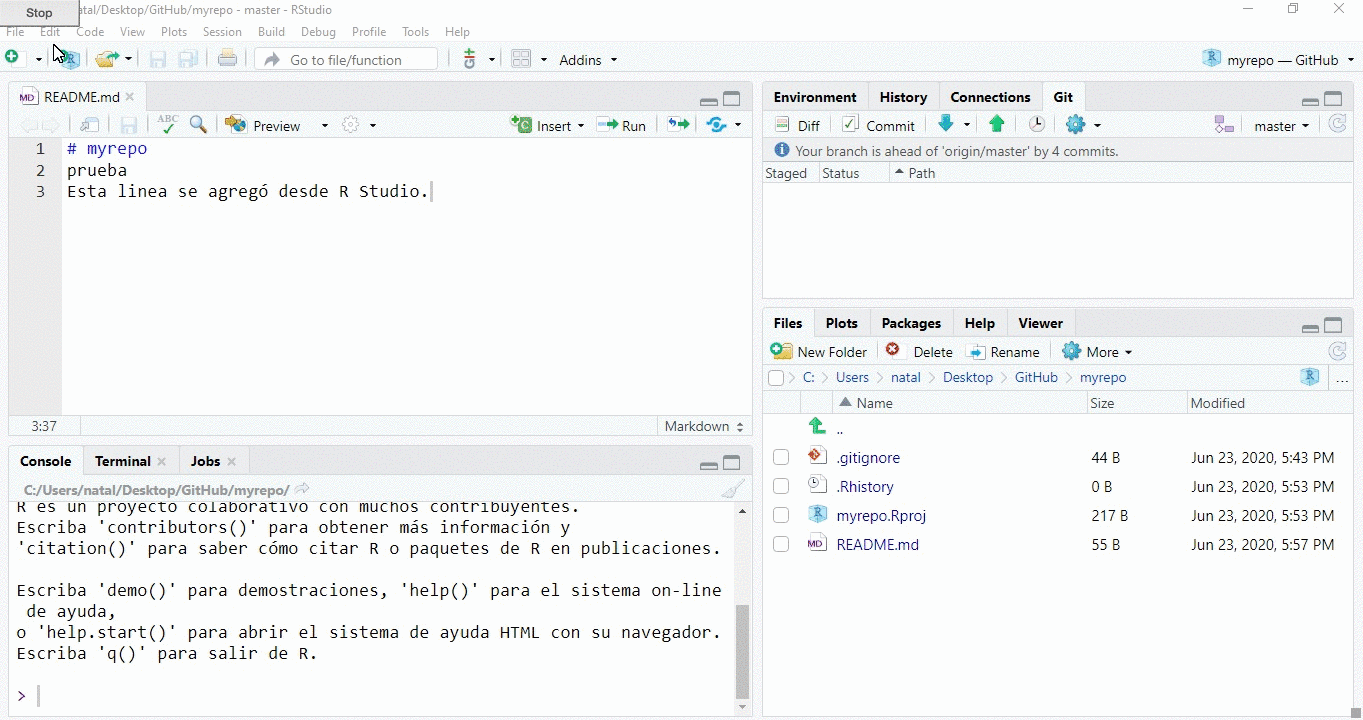 Stop
atal/Desktop/GitHub/myrepo - master - RStudio
File Edit Code View Plots Session Build Debug Profile Tools Help
Go to file/function Addins myrepo — GitHub
README.md
ABC Preview Insert Run
1 # myrepo
2 prueba
3 Esta linea se agregó desde R Studio.
3:37 Markdown
Console Terminal Jobs
C:/Users/natal/Desktop/GitHub/myrepo/
R es un proyecto colaborativo con muchos contribuyentes.
Escriba 'contributors()' para obtener más información y
'citation()' para saber cómo citar R o paquetes de R en publicaciones.
Escriba 'demo()' para demostraciones, 'help()' para el sistema on-line
de ayuda,
o 'help.start()' para abrir el sistema de ayuda HTML con su navegador.
Escriba 'q()' para salir de R.
>
Environment History Connections Git
Diff Commit master
Your branch is ahead of 'origin/master' by 4 commits.
Staged Status Path
Files Plots Packages Help Viewer
New Folder Delete Rename More
C: Users natal Desktop GitHub myrepo ...
Name Size Modified
..
.gitignore 44 B Jun 23, 2020, 5:43 PM
.Rhistory 0 B Jun 23, 2020, 5:53 PM
myrepo.Rproj 217 B Jun 23, 2020, 5:53 PM
MD README.md 55 B Jun 23, 2020, 5:57 PM